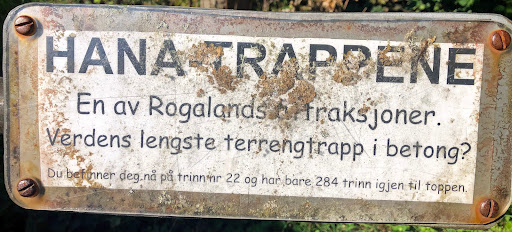 HANA-TRAPPENE
En av Rogalands attraksjoner.
Verdens lengste terrengtrapp i betong?
Du befinner deg nå på trinn nr 22 og har bare 284 trinn igjen til toppen.